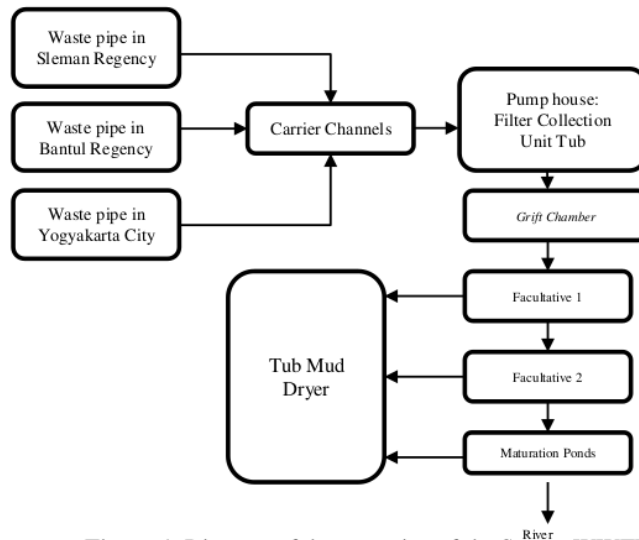 Waste pipe in
Sleman Regency
Waste pipe in
Bantul Regency
Waste pipe in
Yogyakarta City
Carrier Channels
Pump house:
Filter Collection
Unit Tub
Grift Chamber
Facultative 1
Facultative 2
Maturation Ponds
Tub Mud
Dryer
River